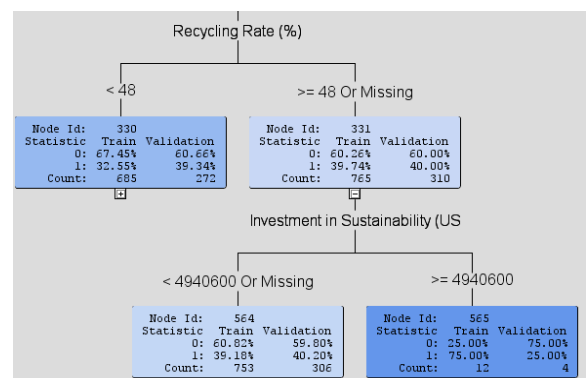 Recycling Rate (%)
< 48
>= 48 Or Missing
Node Id: 330
Statistic Train Validation
0: 67.45% 60.66%
1: 32.55% 39.34%
Count: 685 272
Node Id: 331
Statistic Train Validation
0: 60.26% 60.00%
1: 39.74% 40.00%
Count: 765 310
Investment in Sustainability (US
< 4940600 Or Missing
>= 4940600
Node Id: 564
Statistic Train Validation
0: 60.82% 59.80%
1: 39.18% 40.20%
Count: 753 306
Node Id: 565
Statistic Train Validation
0: 25.00% 75.00%
1: 75.00% 25.00%
Count: 12 4